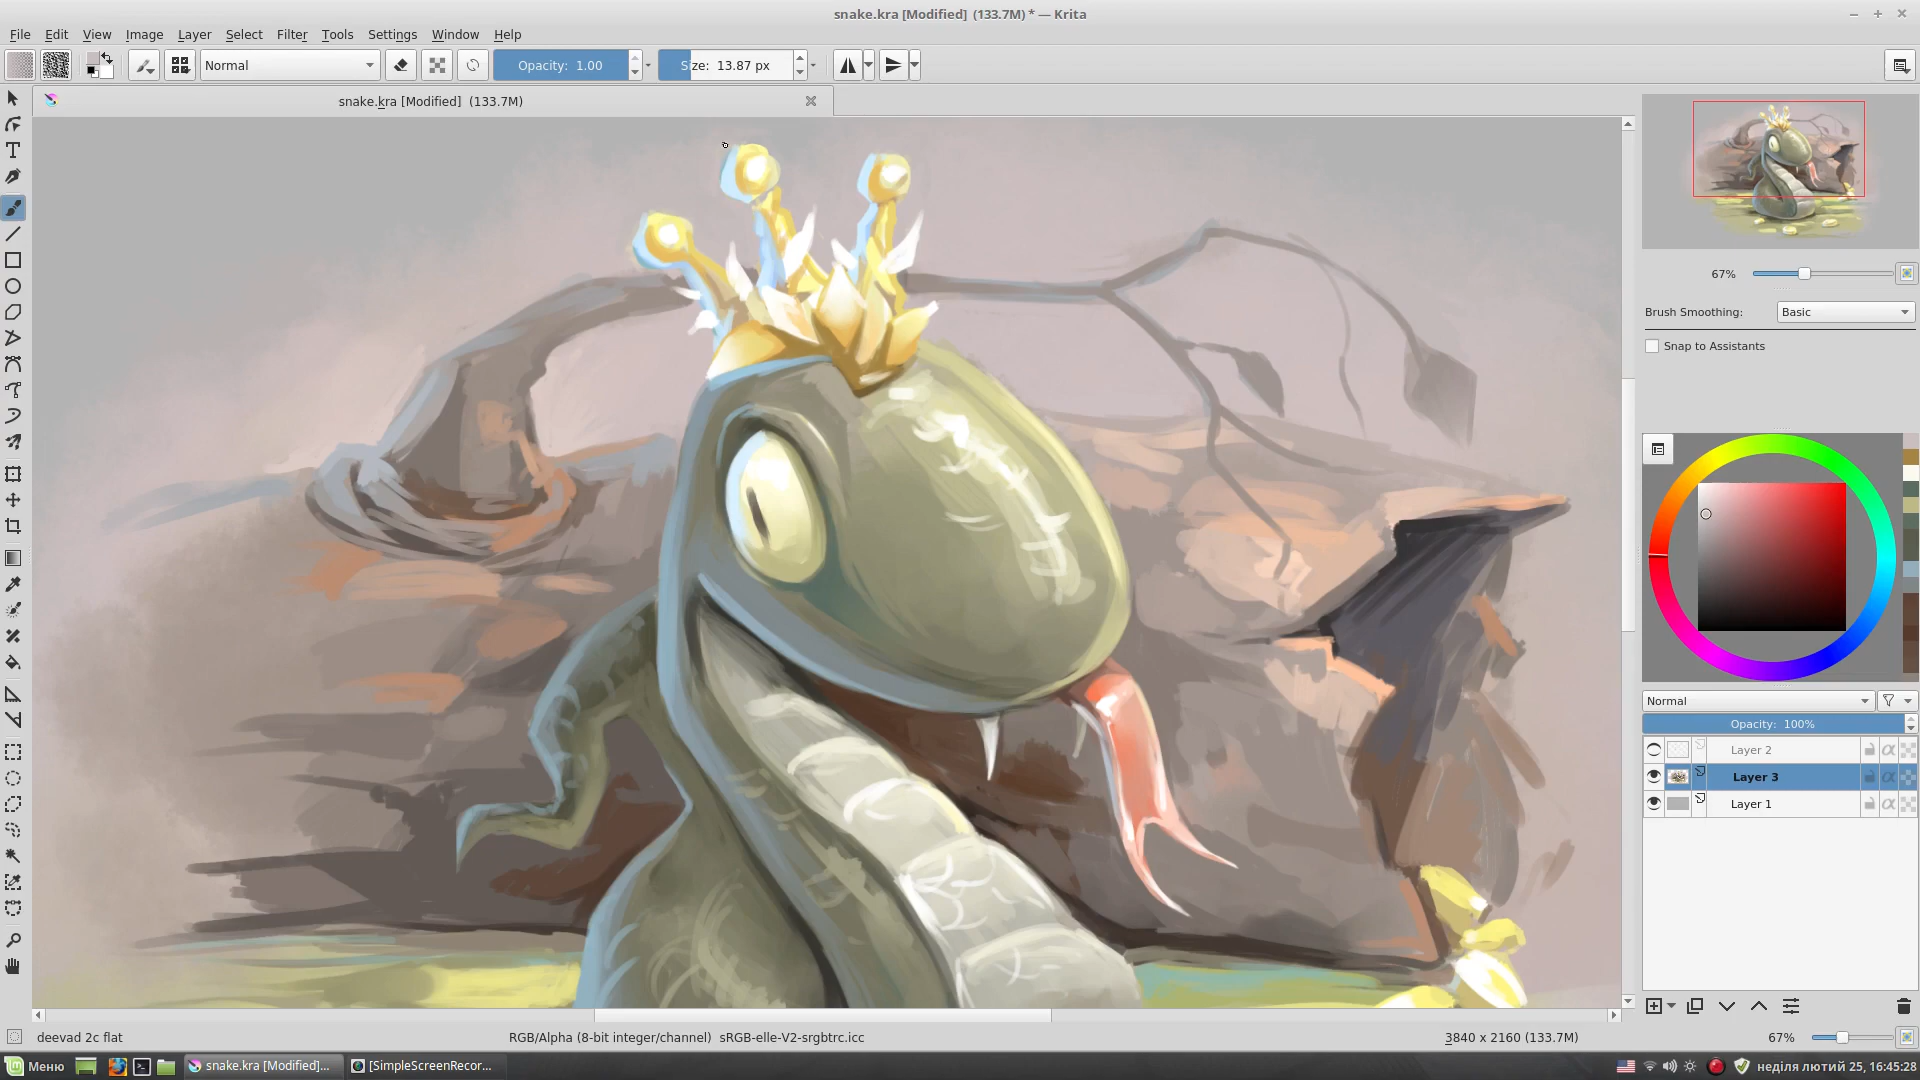 snake.kra [Modified] (133.7M) * — Krita
File Edit View Image Layer Select Filter Tools Settings Window Help
Normal Opacity: 1.00 Size: 13.87 px
snake.kra [Modified] (133.7M)
67%
Brush Smoothing: Basic
Snap to Assistants
Normal
Opacity: 100%
Layer 2
Layer 3
Layer 1
deevad 2c flat RGB/Alpha (8-bit integer/channel) sRGB-elle-V2-srgbtrc.icc 3840 x 2160 (133.7M) 67%
Меню snake.kra [Modified]... [SimpleScreenRecor... неділя лютий 25, 16:45:28